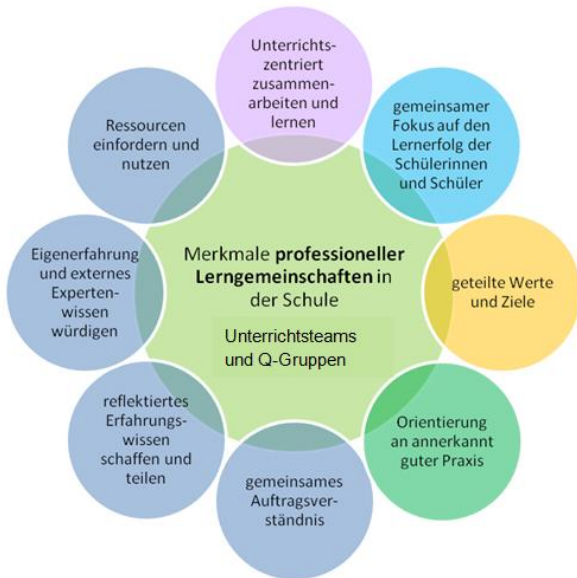 Unterrichts-
zentriert
zusammen-
arbeiten und
lernen
gemeinsamer
Fokus auf den
Lernerfolg der
Schülerinnen
und Schüler
geteilte Werte
und Ziele
Orientierung
an annerkannt
guter Praxis
gemeinsames
Auftragsver-
ständnis
reflektiertes
Erfahrungs-
wissen
schaffen und
teilen
Eigenerfahrung
und externes
Experten-
wissen
würdigen
Ressourcen
einfordern und
nutzen
Merkmale professioneller
Lerngemeinschaften in
der Schule
Unterrichtsteams
und Q-Gruppen